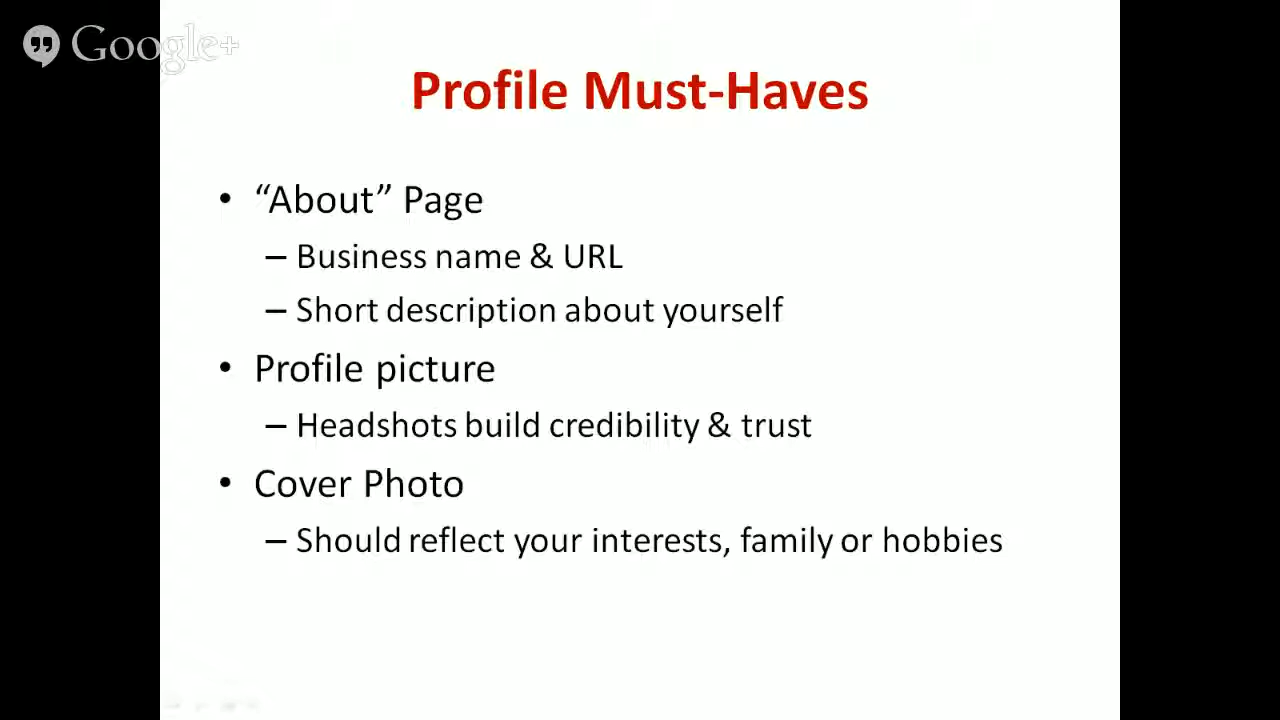 Google+
Profile Must-Haves
• “About” Page
– Business name & URL
– Short description about yourself
• Profile picture
– Headshots build credibility & trust
• Cover Photo
– Should reflect your interests, family or hobbies